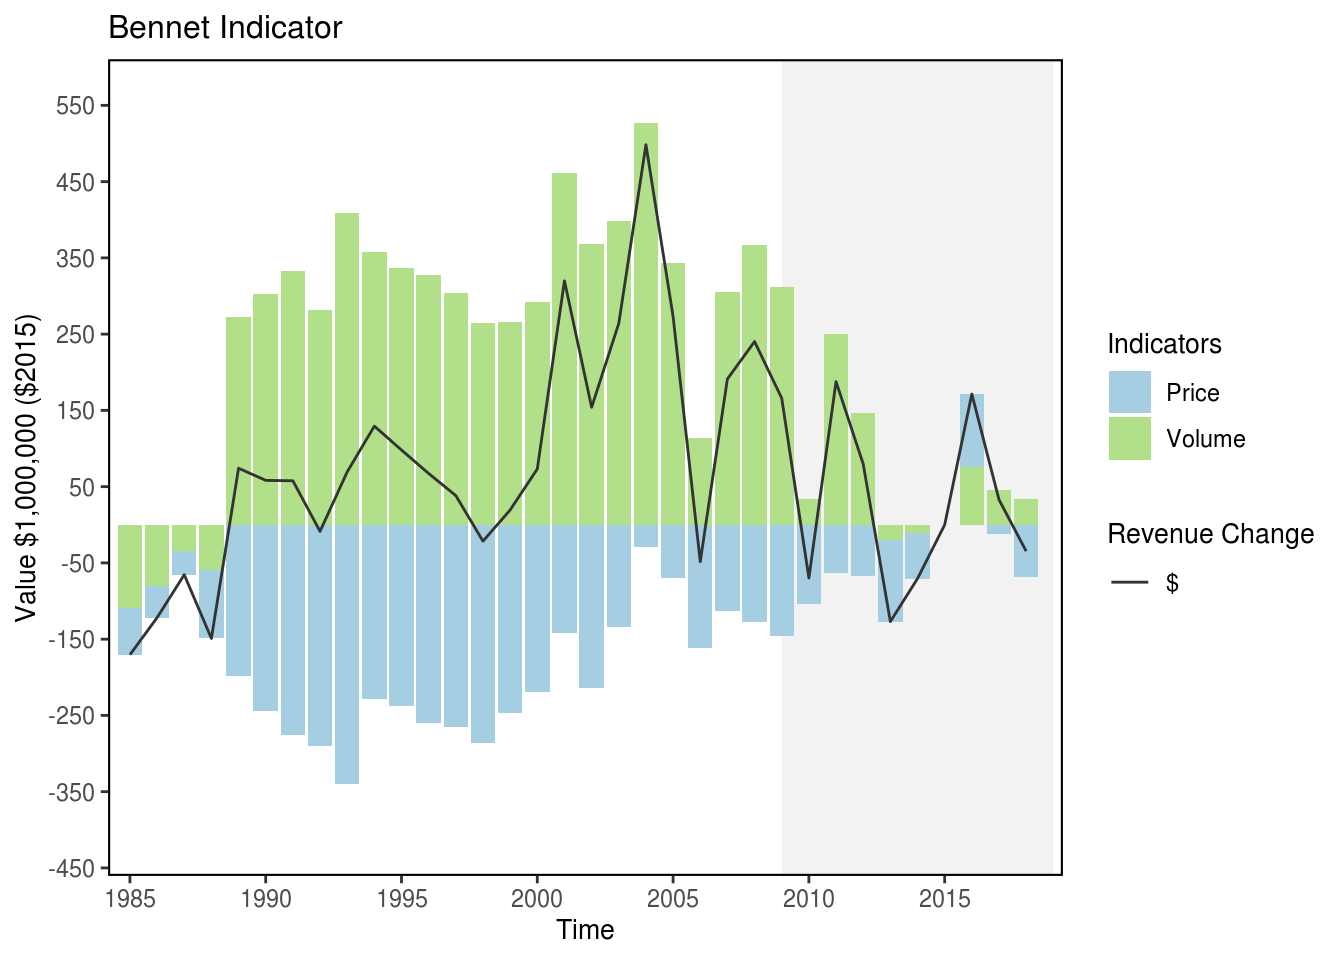 Bennet Indicator
Value $1,000,000 ($2015)
550
450
350
250
150
50
-50
-150
-250
-350
-450
1985 1990 1995 2000 2005 2010 2015
Time
Indicators
Price
Volume
Revenue Change
$